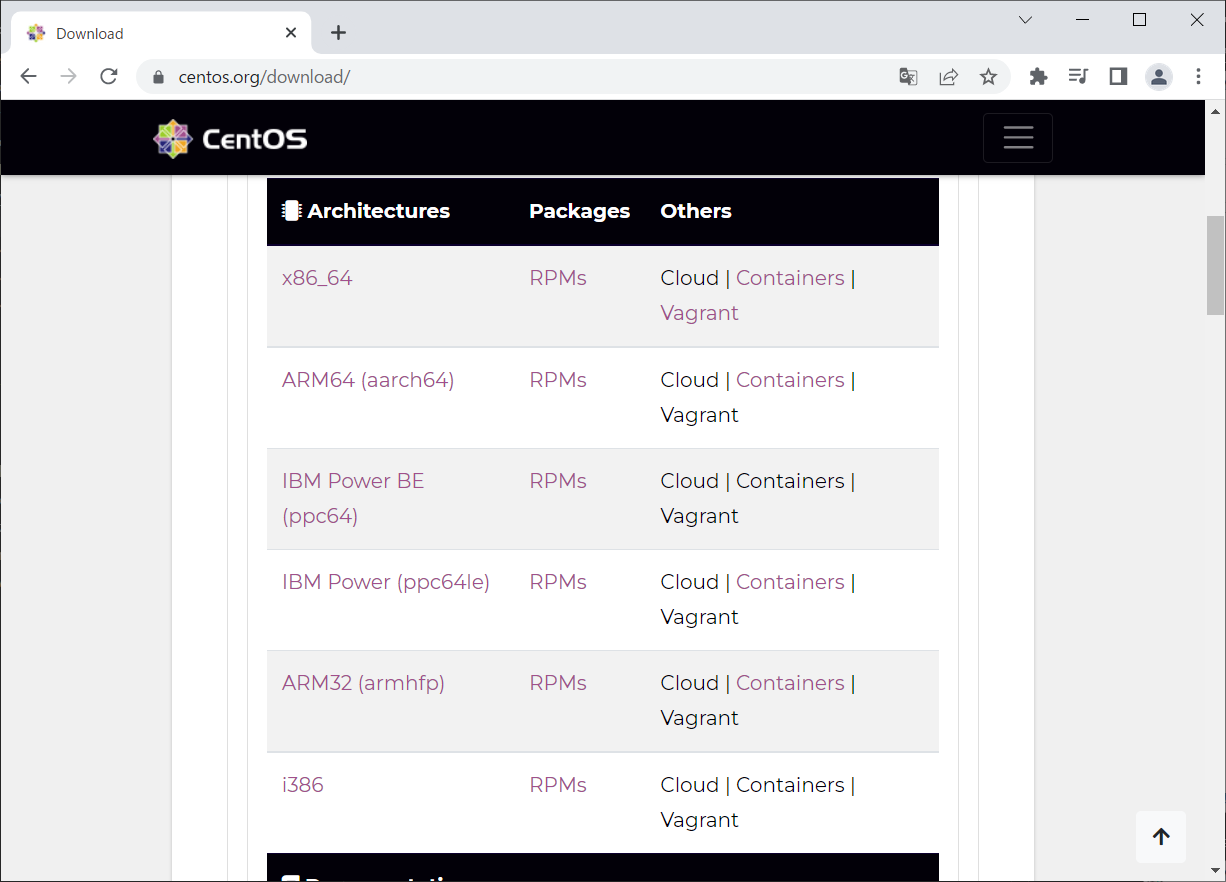 Download
centos.org/download/
CentOS
Architectures Packages Others
x86_64 RPMs Cloud | Containers |
Vagrant
ARM64 (aarch64) RPMs Cloud | Containers |
Vagrant
IBM Power BE RPMs Cloud | Containers |
(ppc64) Vagrant
IBM Power (ppc64le) RPMs Cloud | Containers |
Vagrant
ARM32 (armhfp) RPMs Cloud | Containers |
Vagrant
i386 RPMs Cloud | Containers |
Vagrant